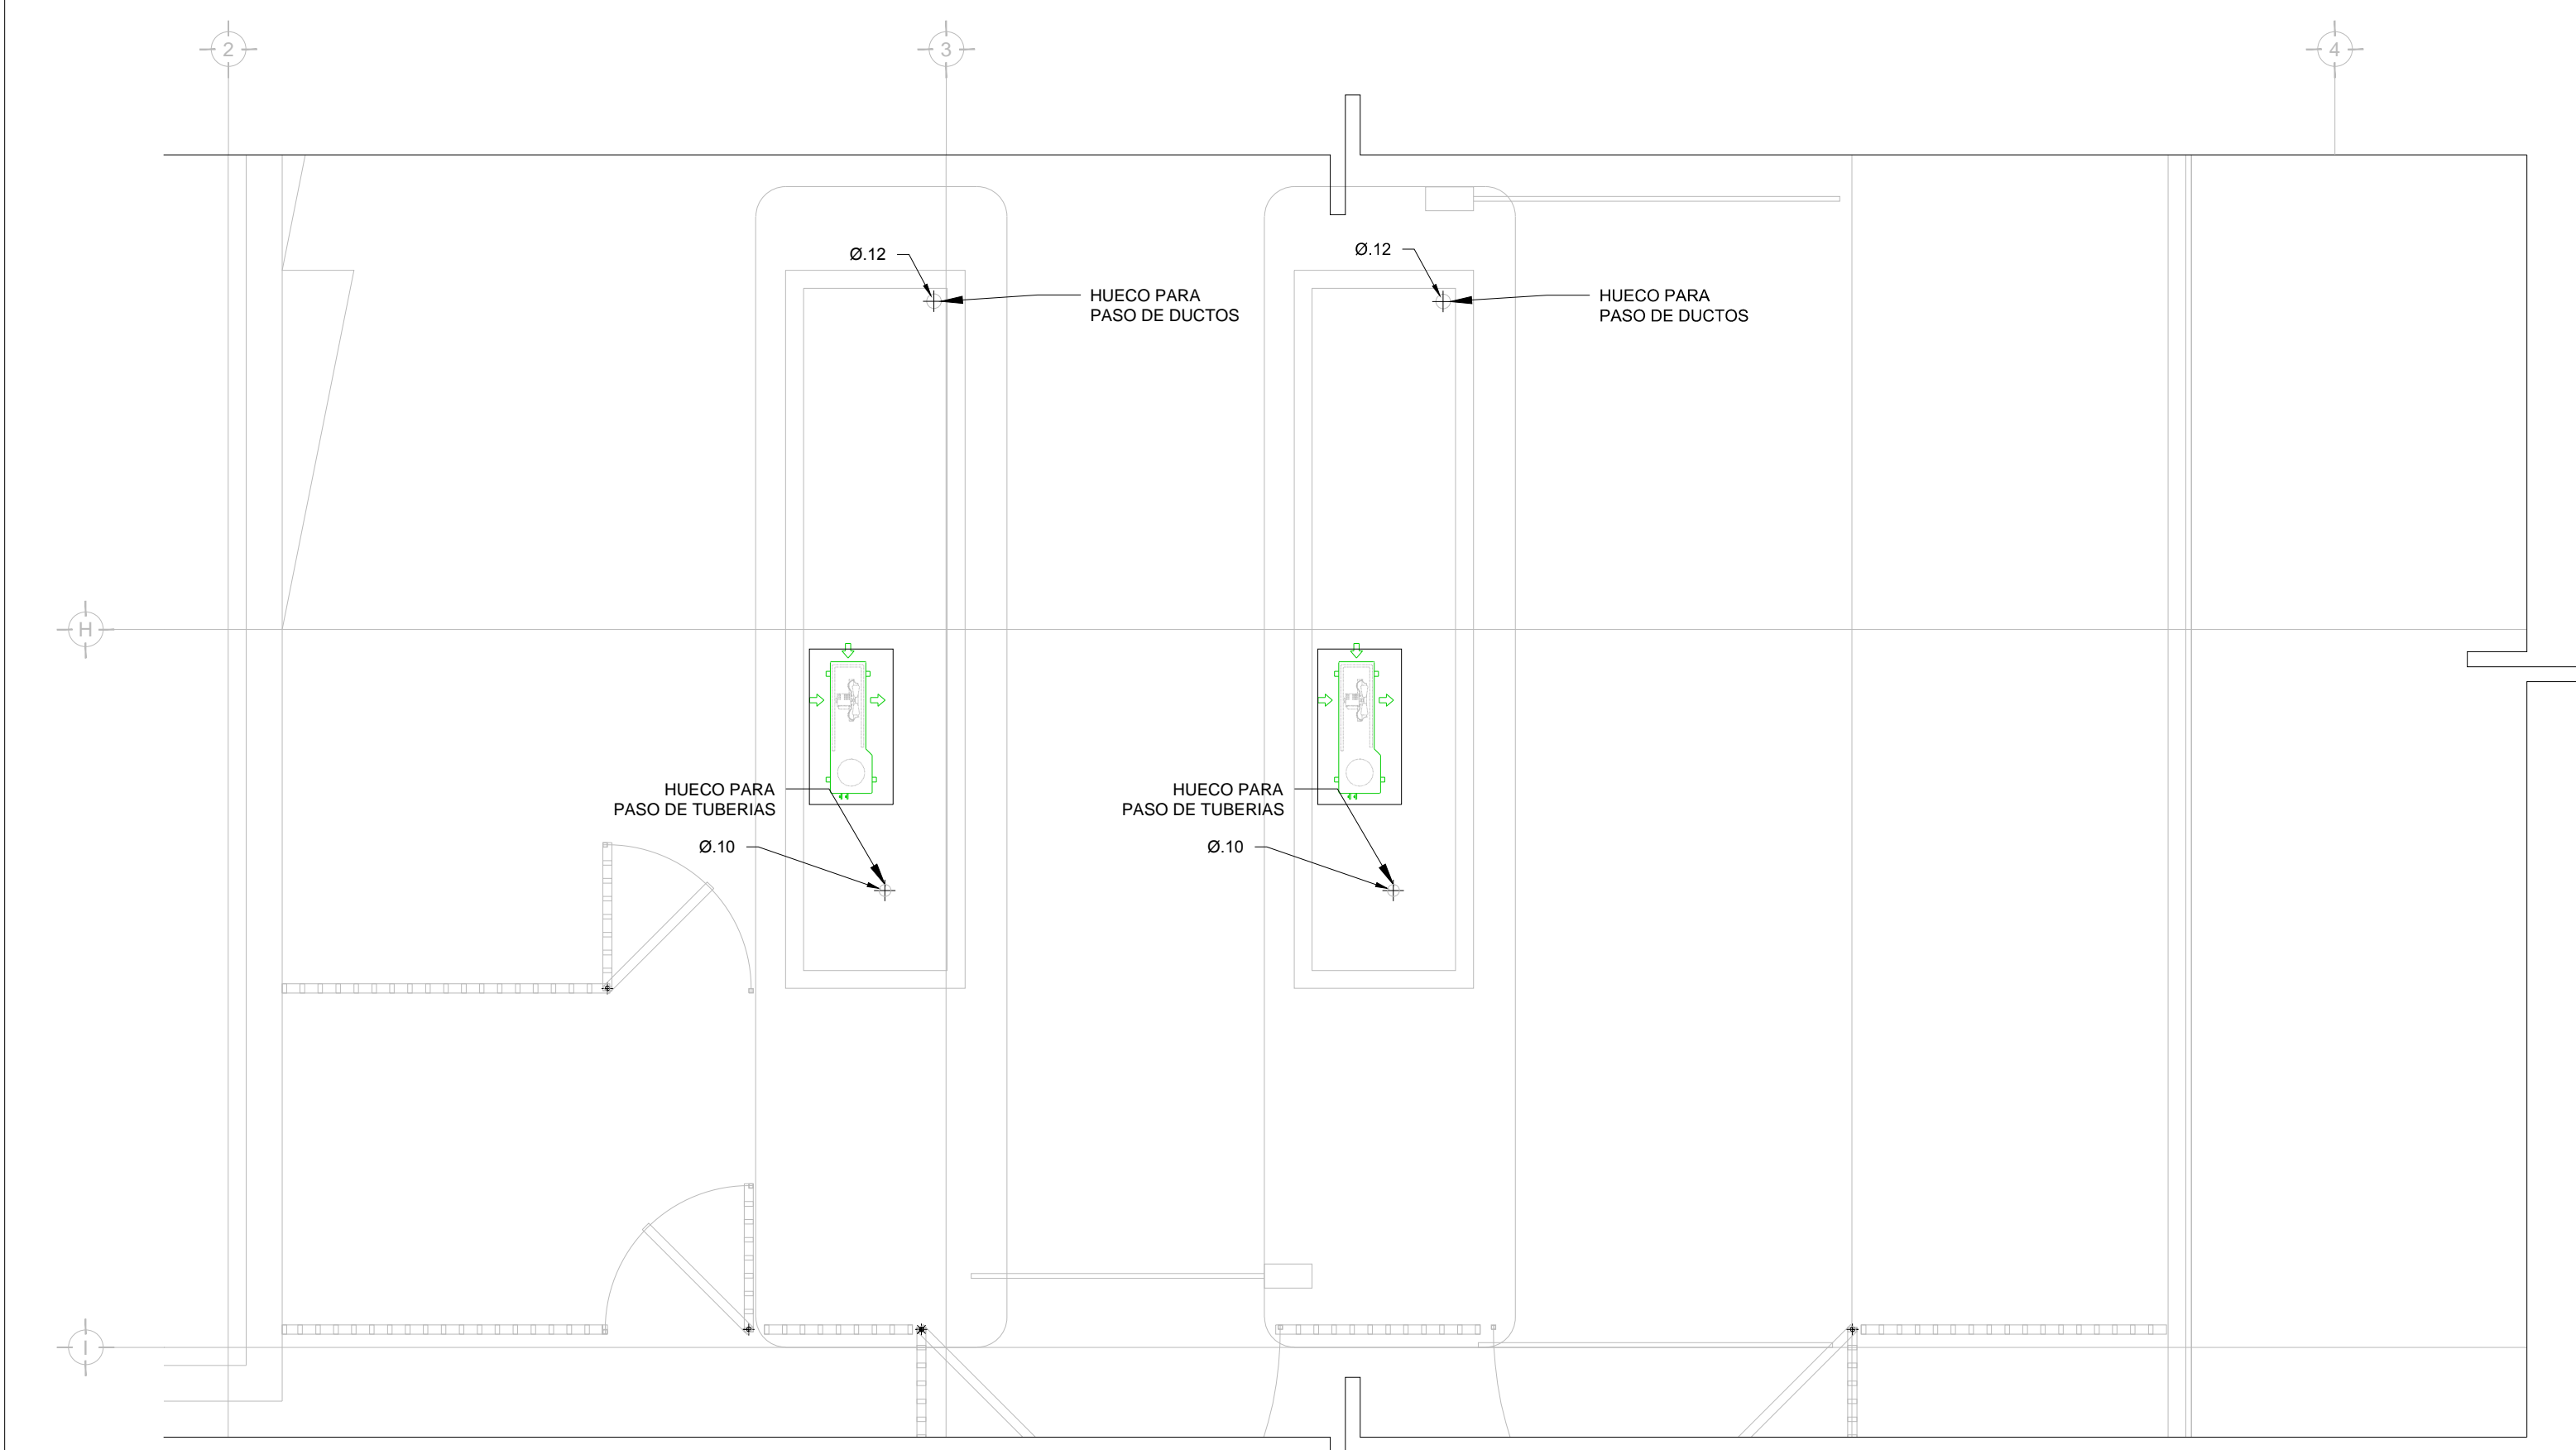 2
3
4
Ø.12
Ø.12
HUECO PARA
PASO DE DUCTOS
HUECO PARA
PASO DE DUCTOS
H
HUECO PARA
PASO DE TUBERIAS
HUECO PARA
PASO DE TUBERIAS
Ø.10
Ø.10
I